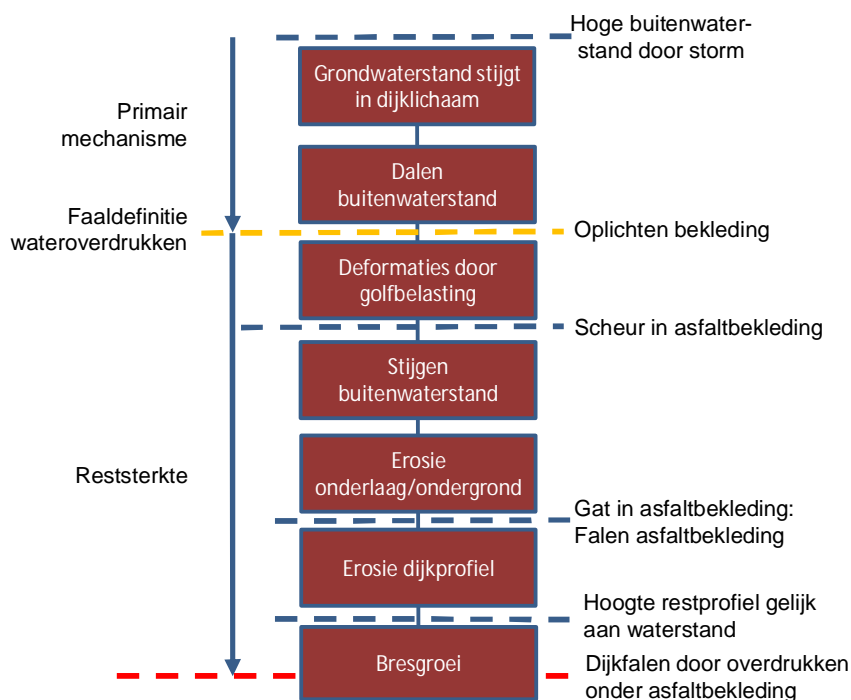 Hoge buitenwater-
stand door storm
Grondwaterstand stijgt
in dijklichaam
Primair
mechanisme
Dalen
buitenwaterstand
Faaldefinitie
wateroverdrukken
Oplichten bekleding
Deformaties door
golfbelasting
Scheur in asfaltbekleding
Stijgen
buitenwaterstand
Reststerkte
Erosie
onderlaag/ondergrond
Gat in asfaltbekleding:
Falen asfaltbekleding
Erosie dijkprofiel
Hoogte restprofiel gelijk
aan waterstand
Bresgroei
Dijkfalen door overdrukken
onder asfaltbekleding